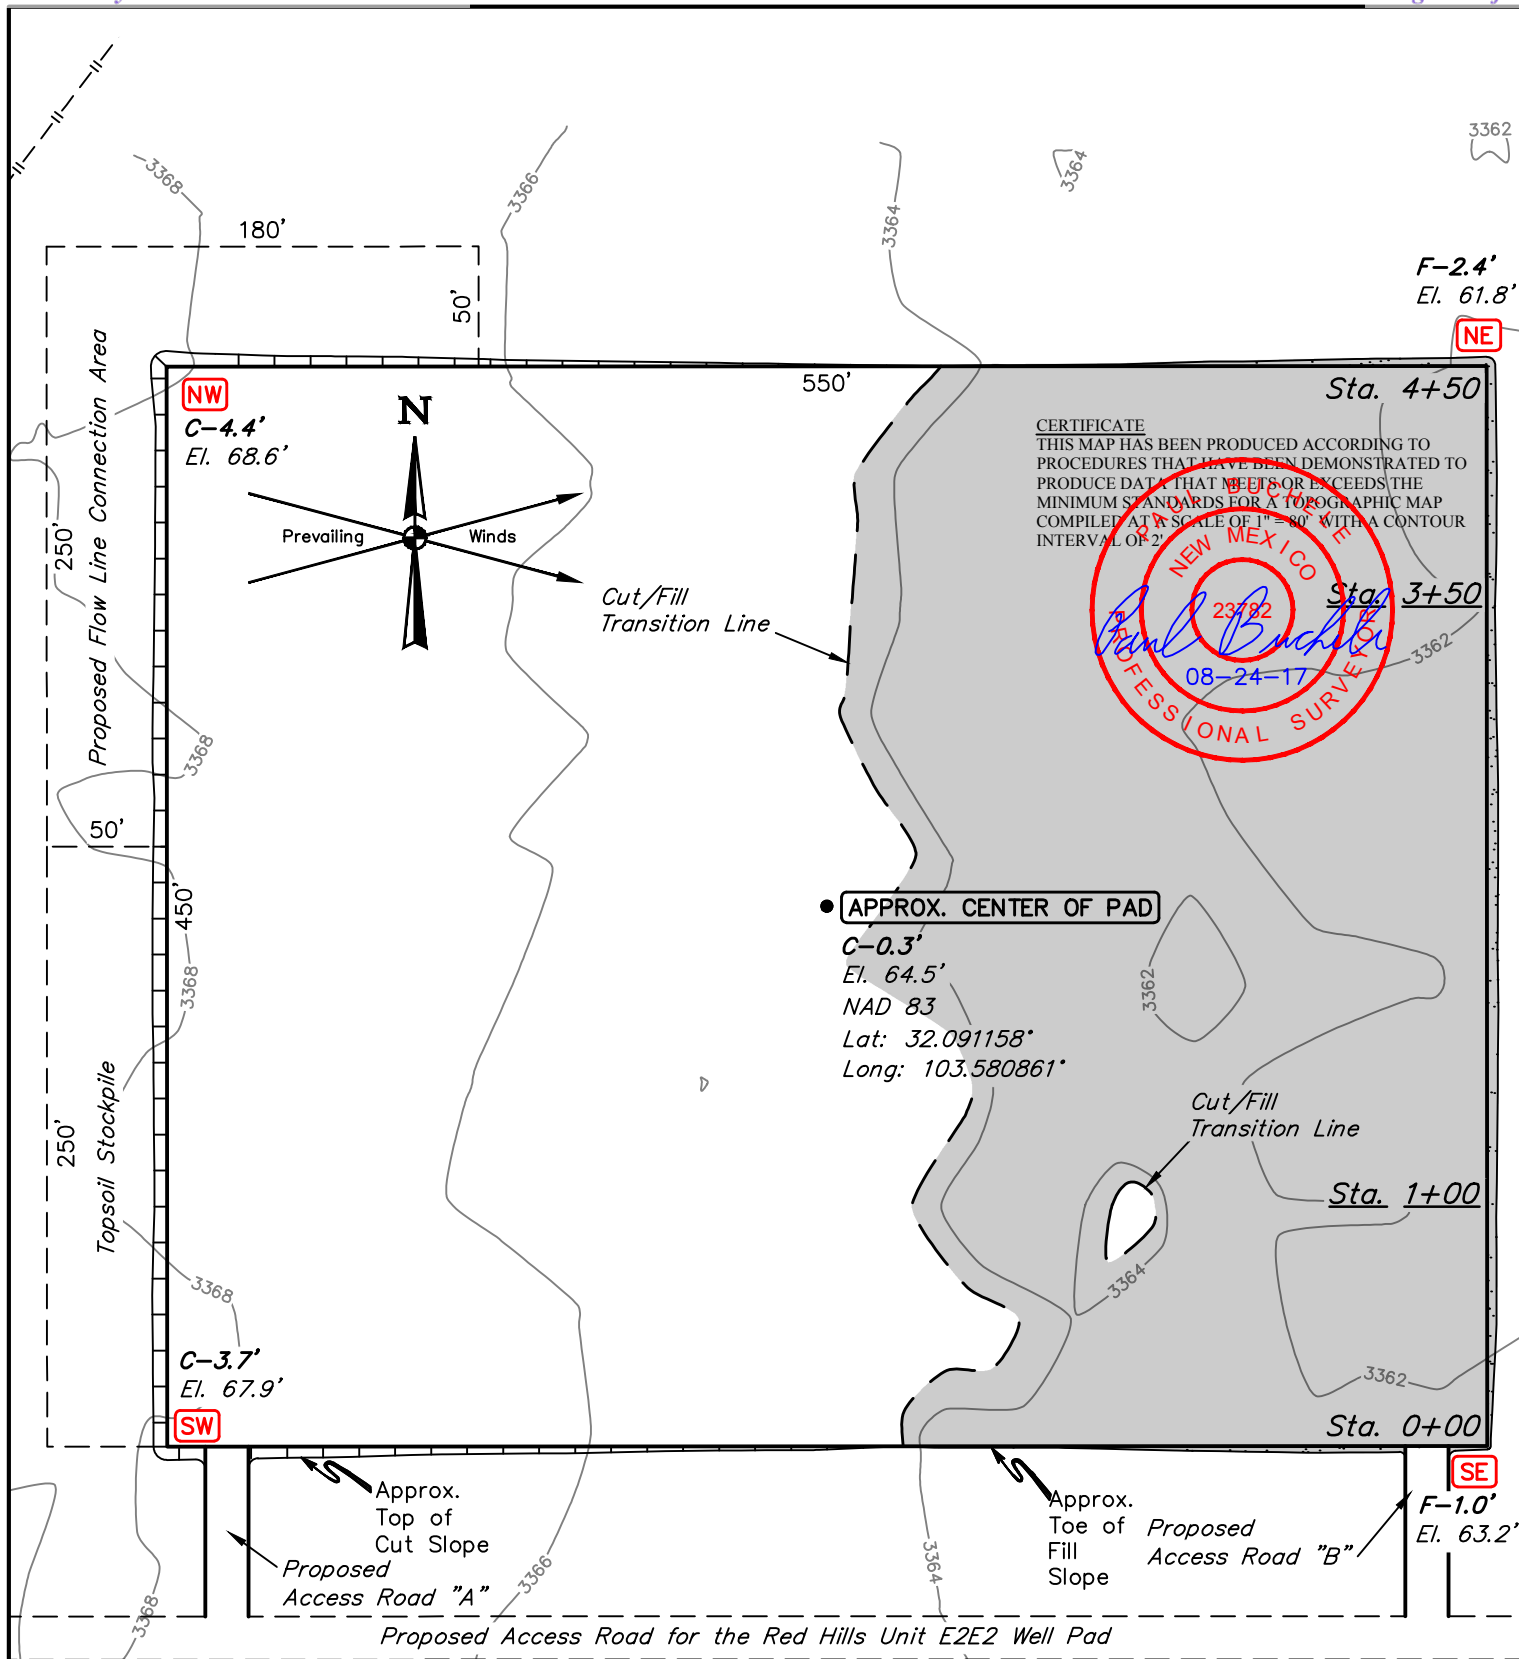 3368
3366
3364
3364
3362
180'
50'
F-2.4'
El. 61.8'
NE
NW
C-4.4'
El. 68.6'
N
Prevailing Winds
550'
Sta. 4+50
CERTIFICATE
THIS MAP HAS BEEN PRODUCED ACCORDING TO
PROCEDURES THAT HAVE BEEN DEMONSTRATED TO
PRODUCE DATA THAT MEETS OR EXCEEDS THE
MINIMUM STANDARDS FOR A TOPOGRAPHIC MAP
COMPILED AT A SCALE OF 1" = 80' WITH A CONTOUR
INTERVAL OF 2'
PAUL BUCHELE
NEW MEXICO
23782
PROFESSIONAL SURVEYOR
Paul Buchele
08-24-17
Sta. 3+50
3362
Proposed Flow Line Connection Area
250'
Cut/Fill
Transition Line
3368
50'
450'
APPROX. CENTER OF PAD
C-0.3'
El. 64.5'
NAD 83
Lat: 32.091158°
Long: 103.580861°
3368
3362
Topsoil Stockpile
250'
Cut/Fill
Transition Line
Sta. 1+00
3368
3364
C-3.7'
El. 67.9'
SW
3362
Sta. 0+00
SE
F-1.0'
El. 63.2'
Approx.
Top of
Cut Slope
Approx.
Toe of
Fill
Slope
Proposed
Access Road "B"
Proposed
Access Road "A"
3368
3366
3364
Proposed Access Road for the Red Hills Unit E2E2 Well Pad